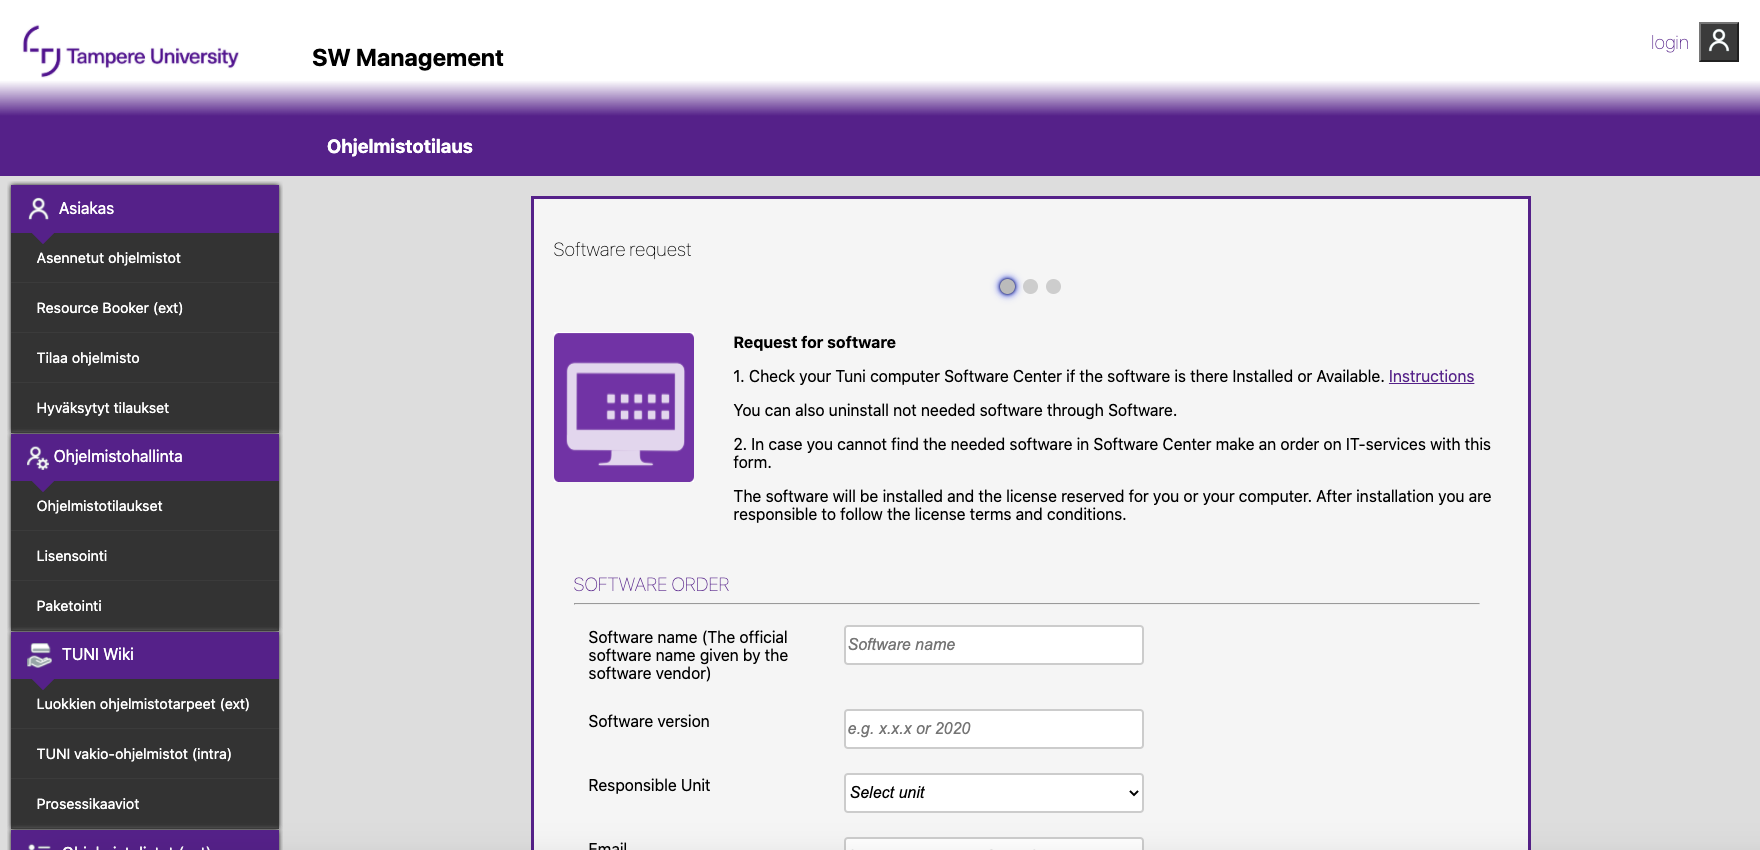 Tampere University
SW Management
login
Ohjelmistotilaus
Asiakas
Asennetut ohjelmistot
Resource Booker (ext)
Tilaa ohjelmisto
Hyväksytyt tilaukset
Ohjelmistohallinta
Ohjelmistotilaukset
Lisensointi
Paketointi
TUNI Wiki
Luokkien ohjelmistotarpeet (ext)
TUNI vakio-ohjelmistot (intra)
Prosessikaaviot
Software request
Request for software
1. Check your Tuni computer Software Center if the software is there Installed or Available. Instructions
You can also uninstall not needed software through Software.
2. In case you cannot find the needed software in Software Center make an order on IT-services with this
form.
The software will be installed and the license reserved for you or your computer. After installation you are
responsible to follow the license terms and conditions.
SOFTWARE ORDER
Software name (The official
software name given by the
software vendor)
Software name
Software version
e.g. x.x.x or 2020
Responsible Unit
Select unit
Email